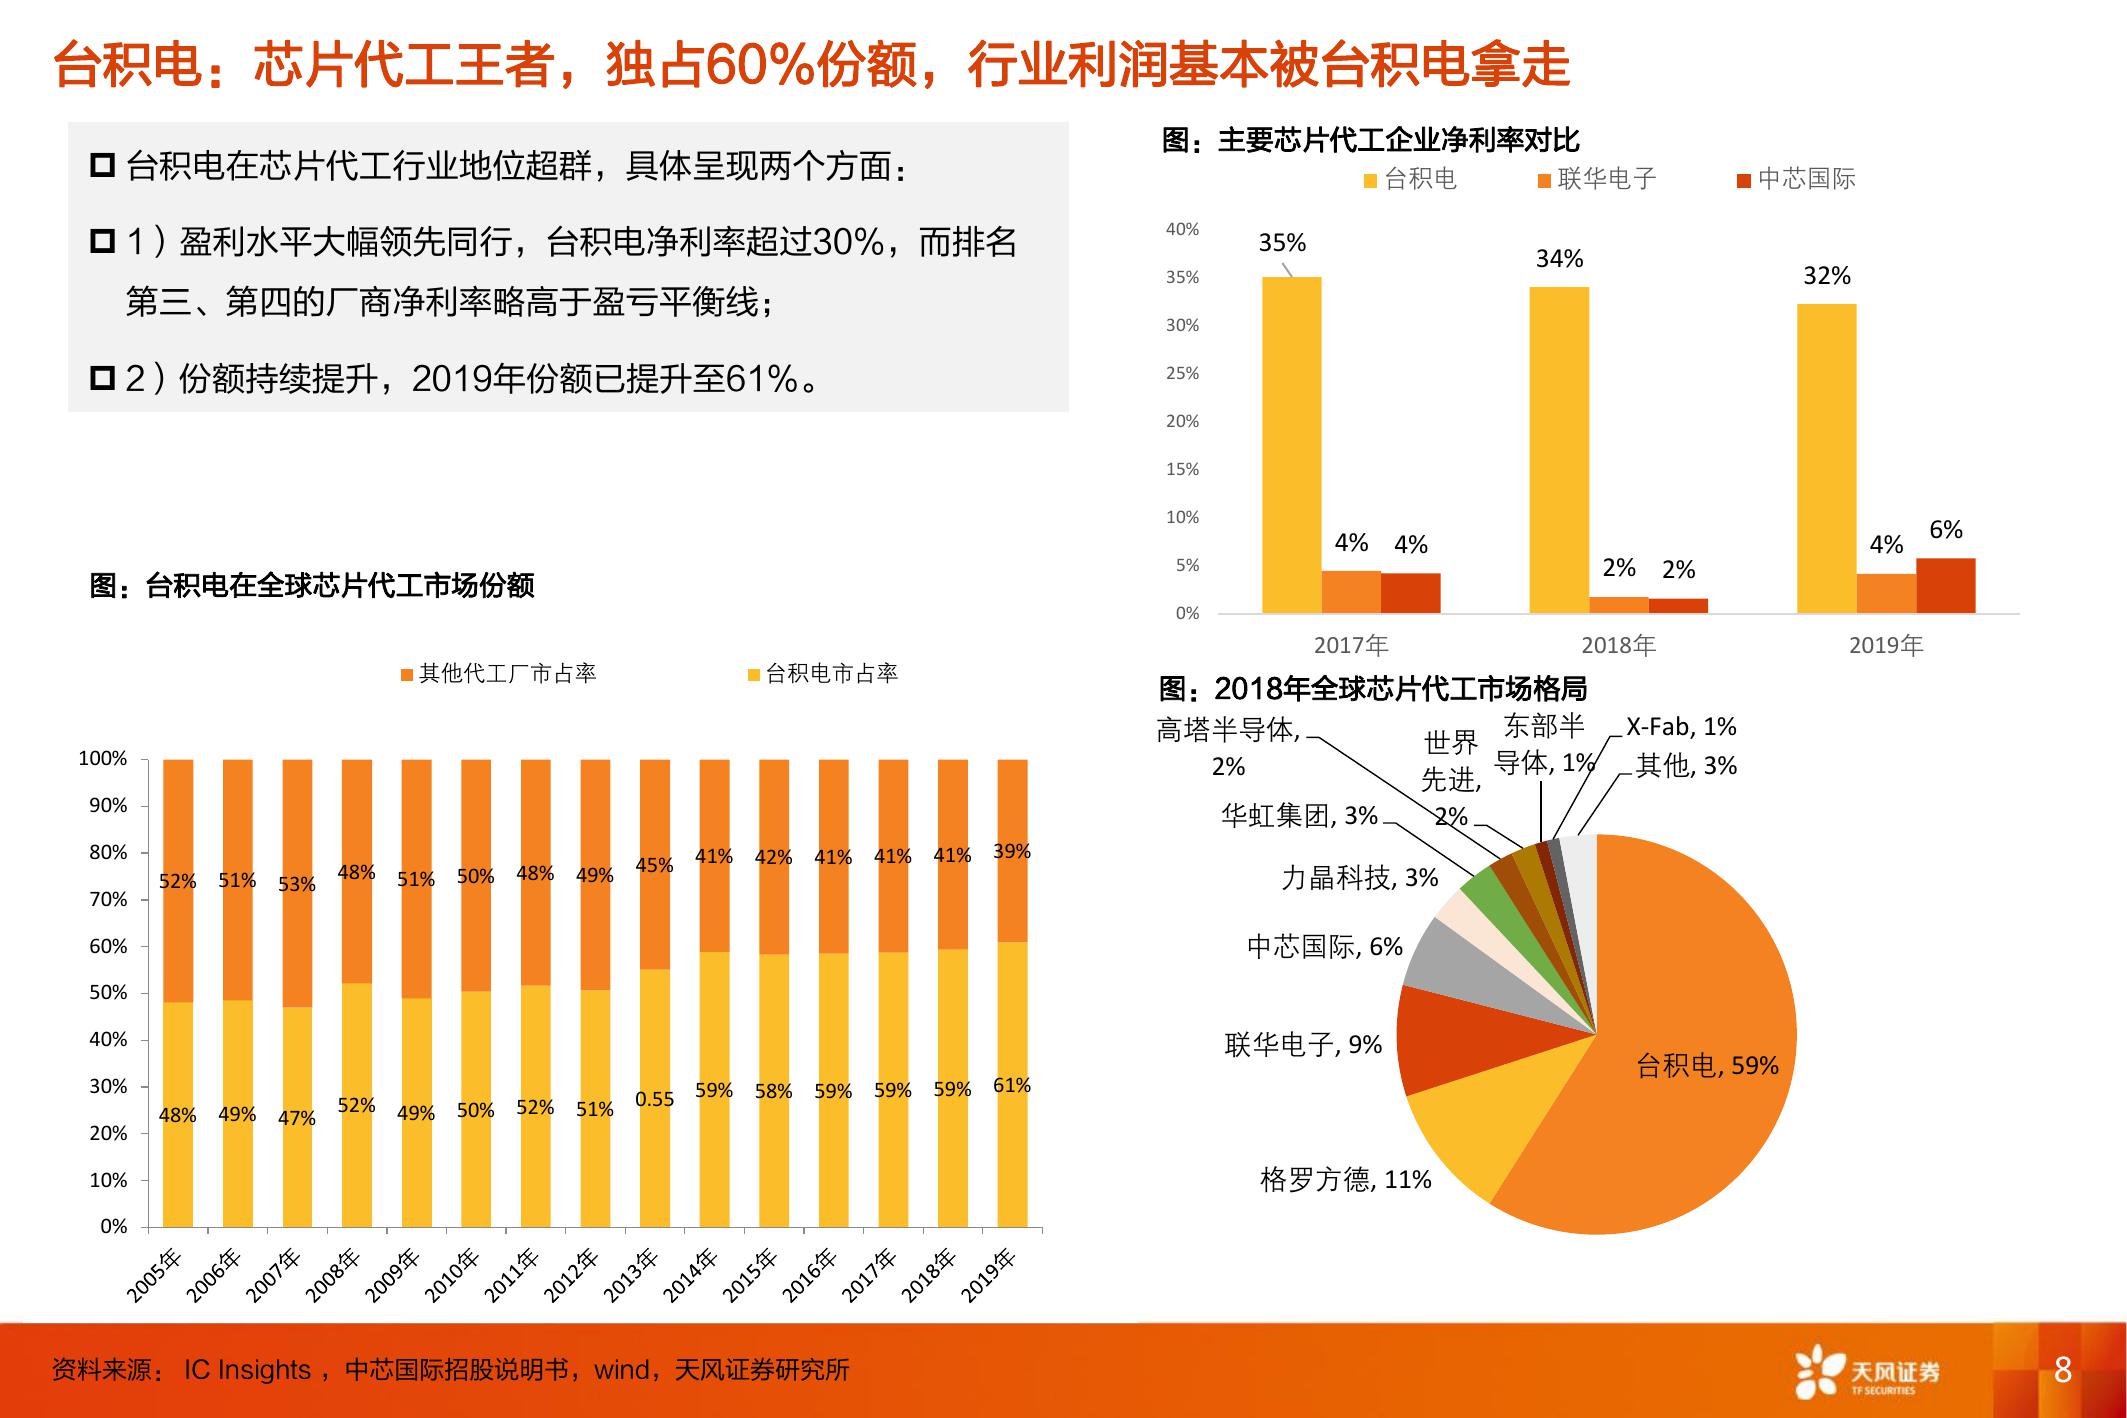 台积电：芯片代工王者，独占60%份额，行业利润基本被台积电拿走
台积电在芯片代工行业地位超群，具体呈现两个方面：
1）盈利水平大幅领先同行，台积电净利率超过30%，而排名
第三、第四的厂商净利率略高于盈亏平衡线；
2）份额持续提升，2019年份额已提升至61%。
图：台积电在全球芯片代工市场份额
其他代工厂市占率 台积电市占率
100%
90%
80%
70%
60%
50%
40%
30%
20%
10%
0%
52% 51% 53% 48% 51% 50% 48% 49% 45% 41% 42% 41% 41% 41% 39%
48% 49% 47% 52% 49% 50% 52% 51% 0.55 59% 58% 59% 59% 59% 61%
2005年 2006年 2007年 2008年 2009年 2010年 2011年 2012年 2013年 2014年 2015年 2016年 2017年 2018年 2019年
图：主要芯片代工企业净利率对比
台积电 联华电子 中芯国际
40%
35%
30%
25%
20%
15%
10%
5%
0%
35% 4% 4%
34% 2% 2%
32% 4% 6%
2017年 2018年 2019年
图：2018年全球芯片代工市场格局
高塔半导体,
2%
世界
先进,
2%
东部半
导体, 1%
X-Fab, 1%
其他, 3%
华虹集团, 3%
力晶科技, 3%
中芯国际, 6%
联华电子, 9%
格罗方德, 11%
台积电, 59%
资料来源： IC Insights ，中芯国际招股说明书，wind，天风证券研究所
天风证券
TF SECURITIES
8